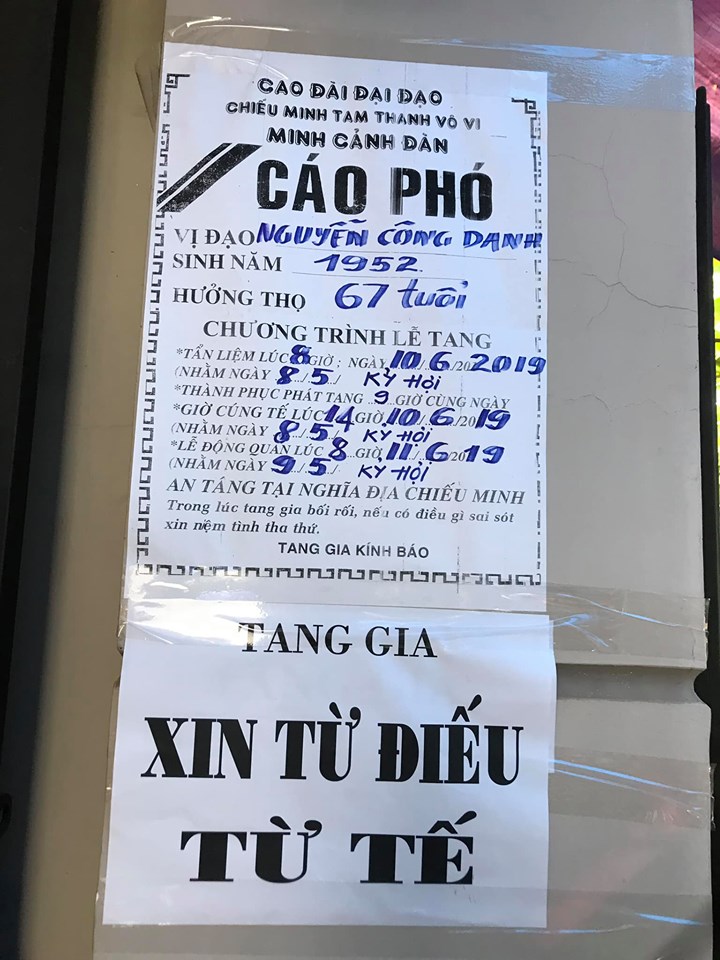 CAO ĐÀI ĐẠI ĐẠO
CHIẾU MINH TAM THANH VÔ VI
MINH CẢNH ĐÀN
CÁO PHÓ
VỊ ĐẠO NGUYỄN CÔNG DANH
SINH NĂM 1952
HƯỞNG THỌ 67 tuổi
CHƯƠNG TRÌNH LỄ TANG
*TẨN LIỆM LÚC 8 GIỜ ; NGÀY 10./.6./2019
(NHẰM NGÀY 8../.5../ KỶ HỢI
*THÀNH PHỤC PHÁT TANG ..9..GIỜ CÙNG NGÀY
*GIỜ CÚNG TẾ LÚC 14 GIỜ, 10./.6./2019
(NHẰM NGÀY 8../.5../ KỶ HỢI
*LỄ ĐỘNG QUAN LÚC 8 GIỜ, 11./.6./2019
(NHẰM NGÀY 9../.5../ KỶ HỢI
AN TÁNG TẠI NGHĨA ĐỊA CHIẾU MINH
Trong lúc tang gia bối rối, nếu có điều gì sai sót
xin niệm tình tha thứ.
TANG GIA KÍNH BÁO
TANG GIA
XIN TỪ ĐIẾU
TỪ TẾ